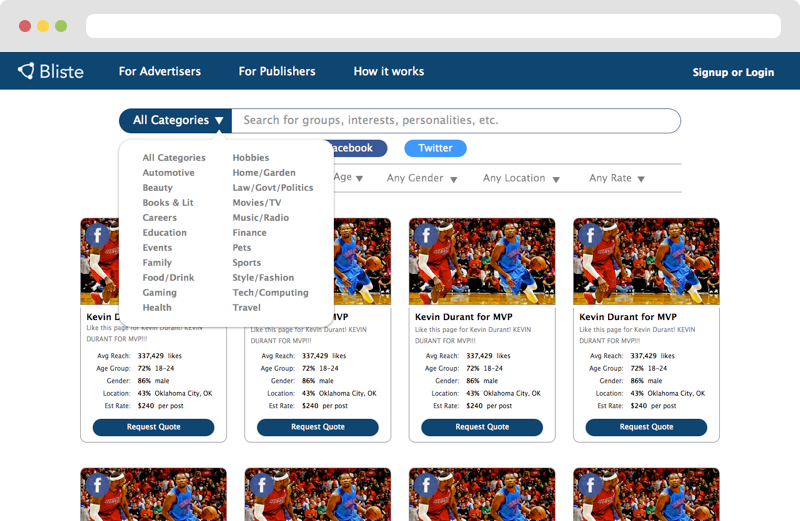 Bliste For Advertisers For Publishers How it works Signup or Login
All Categories Search for groups, interests, personalities, etc.
acebook Twitter
All Categories Hobbies
Automotive Home/Garden
Beauty Law/Govt/Politics
Books & Lit Movies/TV
Careers Music/Radio
Education Finance
Events Pets
Family Sports
Food/Drink Style/Fashion
Gaming Tech/Computing
Health Travel
Age Any Gender Any Location Any Rate
f f f f
Kevin D Kevin Durant for MVP Kevin Durant for MVP
Like this page for Kevin Durant! KEVIN Like this page for Kevin Durant! KEVIN Like this page for Kevin Durant! KEVIN Like this page for Kevin Durant! KEVIN
DURANT FOR MVP!!! DURANT FOR MVP!!! DURANT FOR MVP!!! DURANT FOR MVP!!!
Avg Reach: 337,429 likes Avg Reach: 337,429 likes Avg Reach: 337,429 likes Avg Reach: 337,429 likes
Age Group: 72% 18-24 Age Group: 72% 18-24 Age Group: 72% 18-24 Age Group: 72% 18-24
Gender: 86% male Gender: 86% male Gender: 86% male Gender: 86% male
Location: 43% Oklahoma City, OK Location: 43% Oklahoma City, OK Location: 43% Oklahoma City, OK Location: 43% Oklahoma City, OK
Est Rate: $240 per post Est Rate: $240 per post Est Rate: $240 per post Est Rate: $240 per post
Request Quote Request Quote Request Quote Request Quote
f f f f